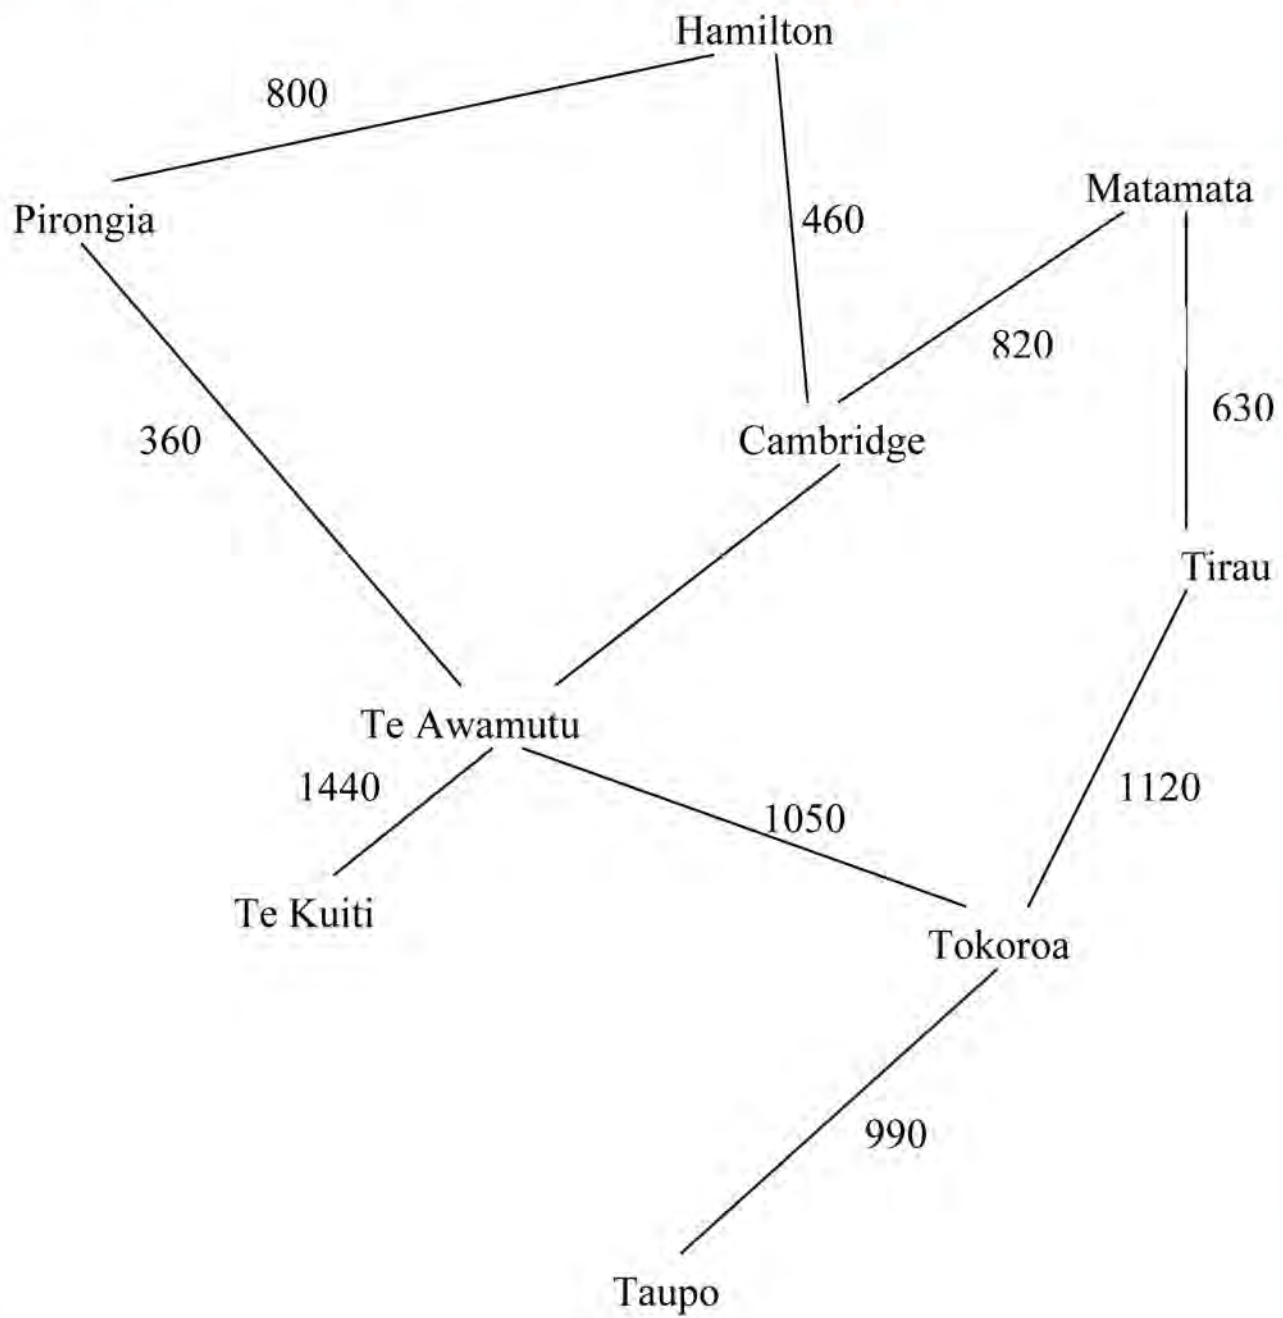 Hamilton
800
Matamata
Pirongia
460
820
630
360
Cambridge
Tirau
Te Awamutu
1440
1050
1120
Te Kuiti
Tokoroa
990
Taupo